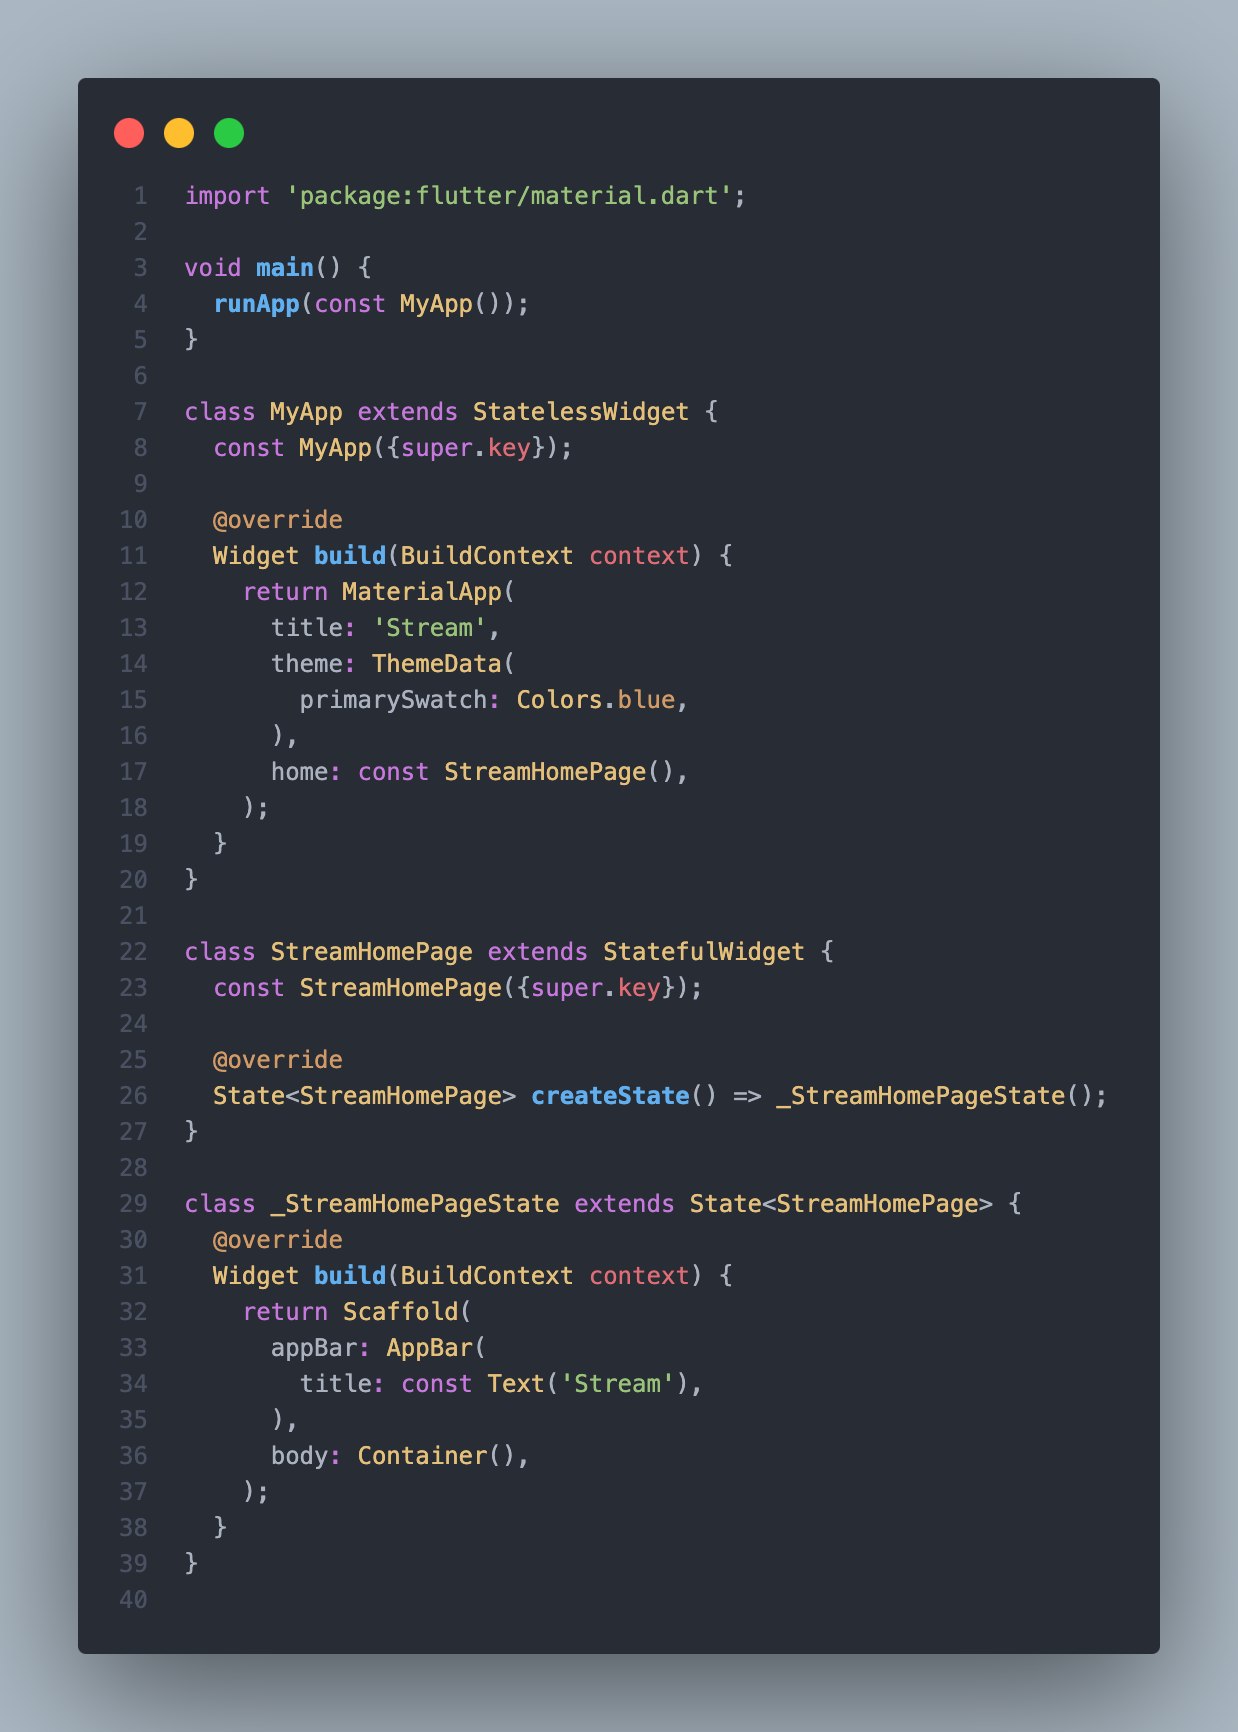 1 import 'package:flutter/material.dart';
2
3 void main() {
4   runApp(const MyApp());
5 }
6
7 class MyApp extends StatelessWidget {
8   const MyApp({super.key});
9
10   @override
11   Widget build(BuildContext context) {
12     return MaterialApp(
13       title: 'Stream',
14       theme: ThemeData(
15         primarySwatch: Colors.blue,
16       ),
17       home: const StreamHomePage(),
18     );
19   }
20 }
21
22 class StreamHomePage extends StatefulWidget {
23   const StreamHomePage({super.key});
24
25   @override
26   State<StreamHomePage> createState() => _StreamHomePageState();
27 }
28
29 class _StreamHomePageState extends State<StreamHomePage> {
30   @override
31   Widget build(BuildContext context) {
32     return Scaffold(
33       appBar: AppBar(
34         title: const Text('Stream'),
35       ),
36       body: Container(),
37     );
38   }
39 }
40